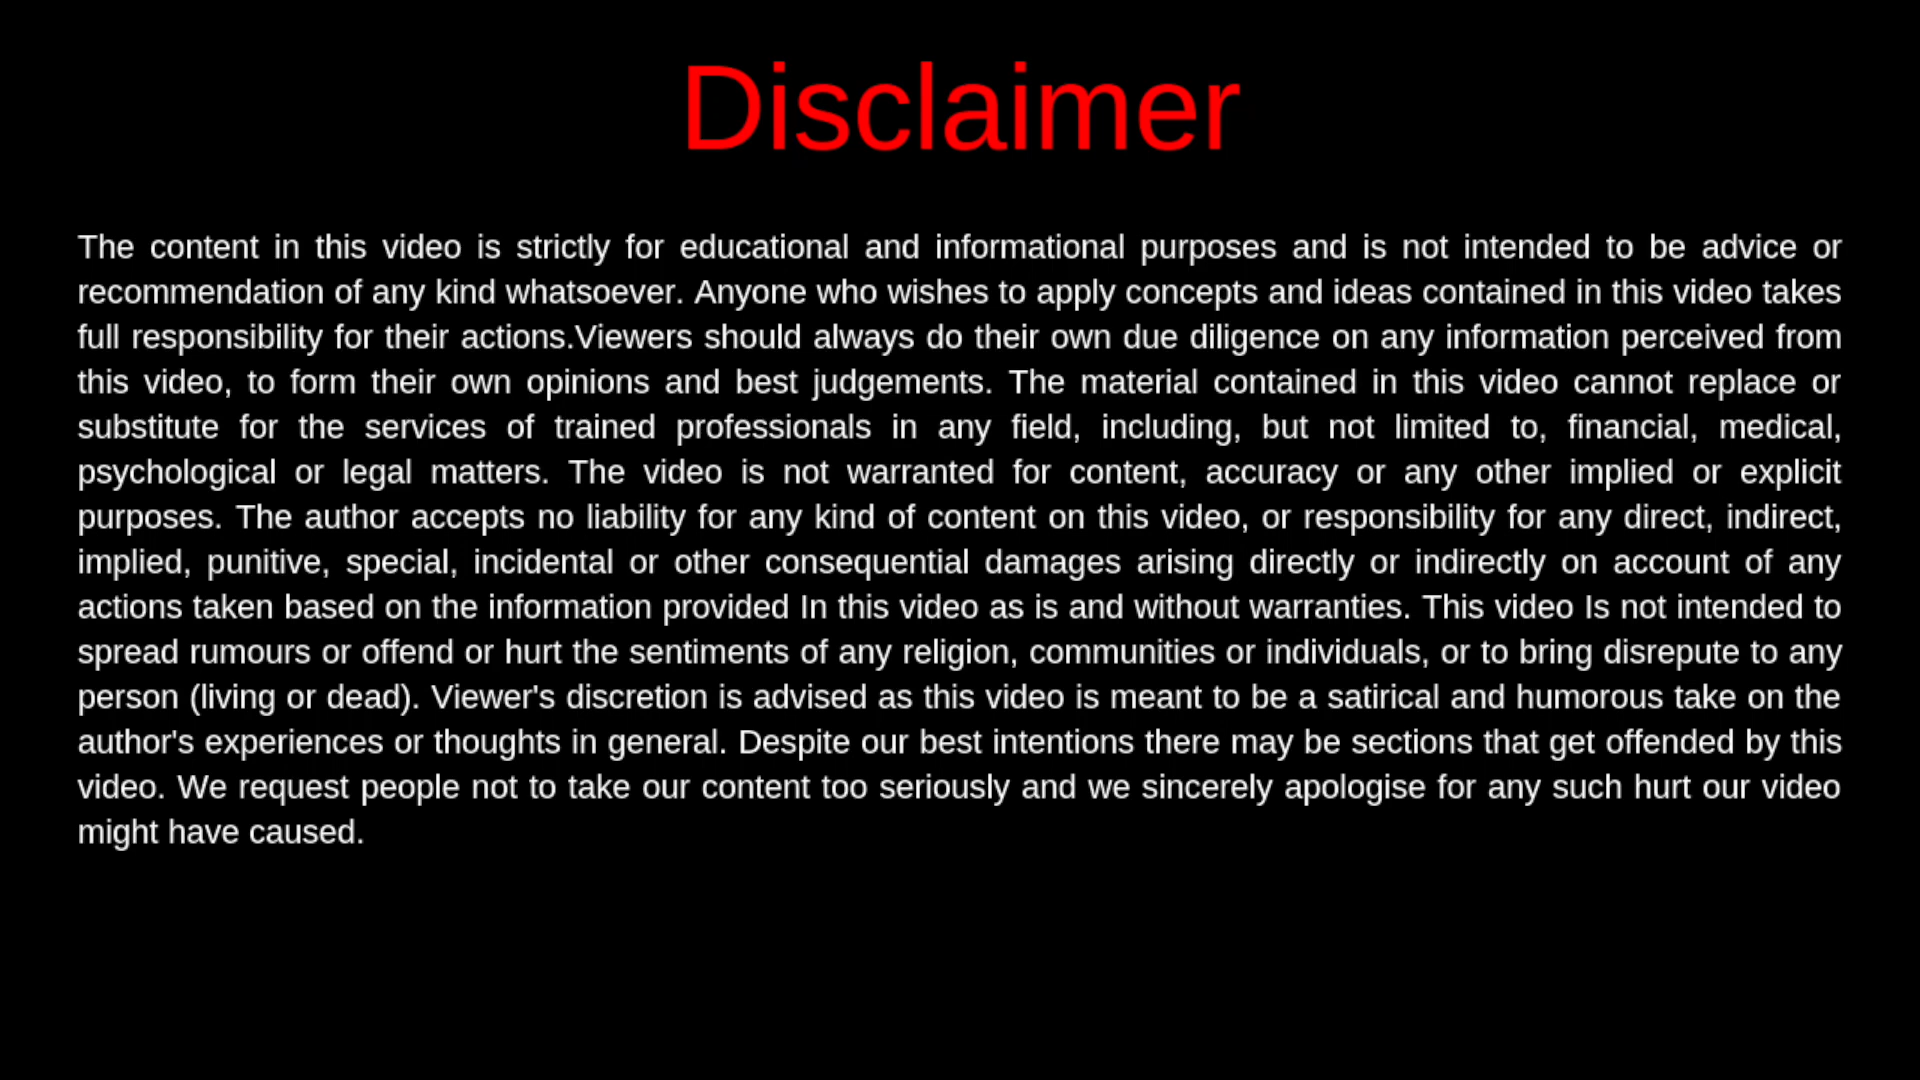 Disclaimer
The content in this video is strictly for educational and informational purposes and is not intended to be advice or
recommendation of any kind whatsoever. Anyone who wishes to apply concepts and ideas contained in this video takes
full responsibility for their actions.Viewers should always do their own due diligence on any information perceived from
this video, to form their own opinions and best judgements. The material contained in this video cannot replace or
substitute for the services of trained professionals in any field, including, but not limited to, financial, medical,
psychological or legal matters. The video is not warranted for content, accuracy or any other implied or explicit
purposes. The author accepts no liability for any kind of content on this video, or responsibility for any direct, indirect,
implied, punitive, special, incidental or other consequential damages arising directly or indirectly on account of any
actions taken based on the information provided In this video as is and without warranties. This video Is not intended to
spread rumours or offend or hurt the sentiments of any religion, communities or individuals, or to bring disrepute to any
person (living or dead). Viewer's discretion is advised as this video is meant to be a satirical and humorous take on the
author's experiences or thoughts in general. Despite our best intentions there may be sections that get offended by this
video. We request people not to take our content too seriously and we sincerely apologise for any such hurt our video
might have caused.